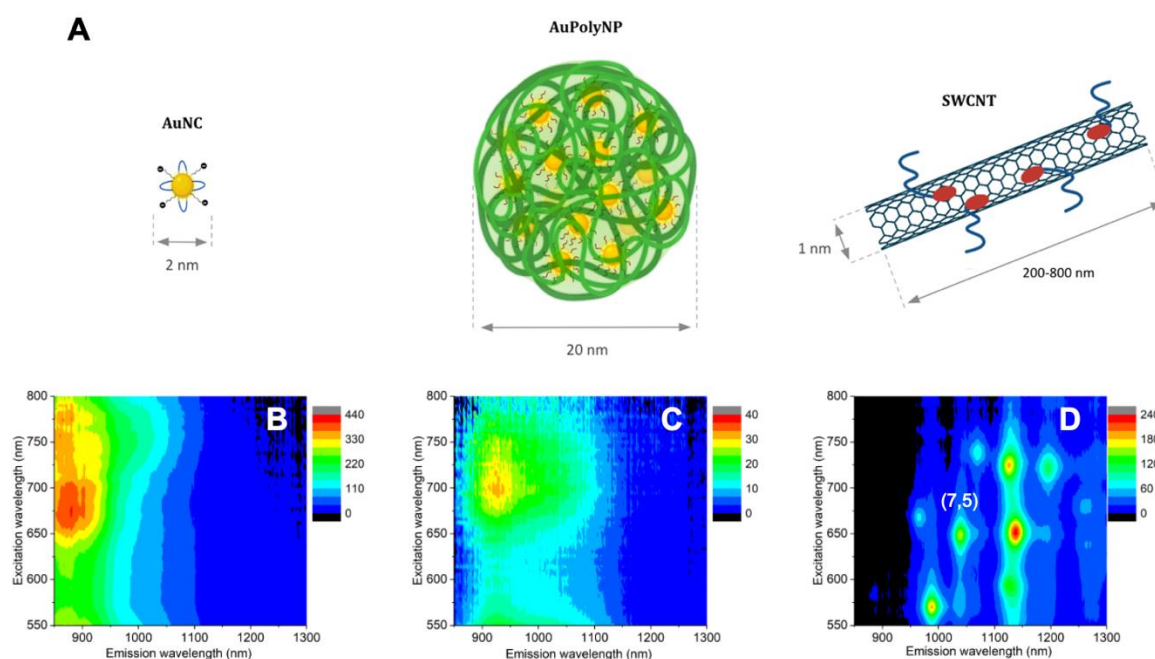 A
AuNC
2 nm
AuPolyNP
20 nm
SWCNT
1 nm
200-800 nm
B
Excitation wavelength (nm)
800
750
700
650
600
550
900
1000
1100
1200
1300
Emission wavelength (nm)
440
330
220
110
0
C
Excitation wavelength (nm)
800
750
700
650
600
550
900
1000
1100
1200
1300
Emission wavelength (nm)
40
30
20
10
0
D
(7,5)
Excitation wavelength (nm)
800
750
700
650
600
550
900
1000
1100
1200
1300
Emission wavelength (nm)
240
180
120
60
0